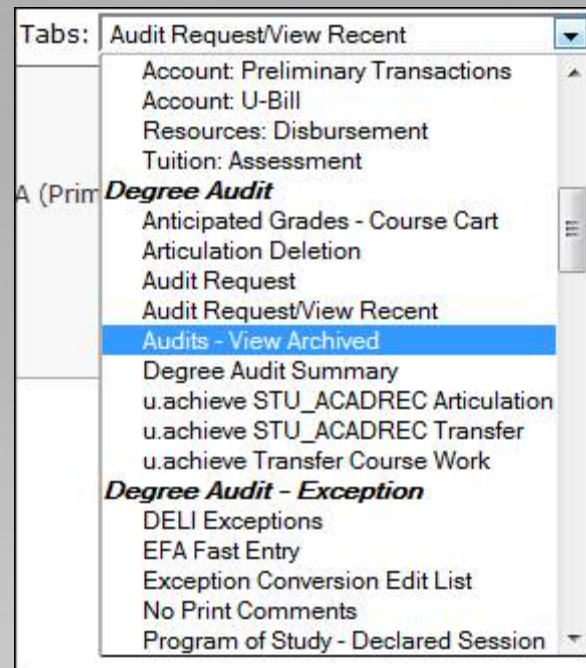 Tabs: Audit Request/View Recent
Account: Preliminary Transactions
Account: U-Bill
Resources: Disbursement
Tuition: Assessment
A (Prim
Degree Audit
Anticipated Grades - Course Cart
Articulation Deletion
Audit Request
Audit Request/View Recent
Audits - View Archived
Degree Audit Summary
u.achieve STU_ACADREC Articulation
u.achieve STU_ACADREC Transfer
u.achieve Transfer Course Work
Degree Audit - Exception
DELI Exceptions
EFA Fast Entry
Exception Conversion Edit List
No Print Comments
Program of Study - Declared Session